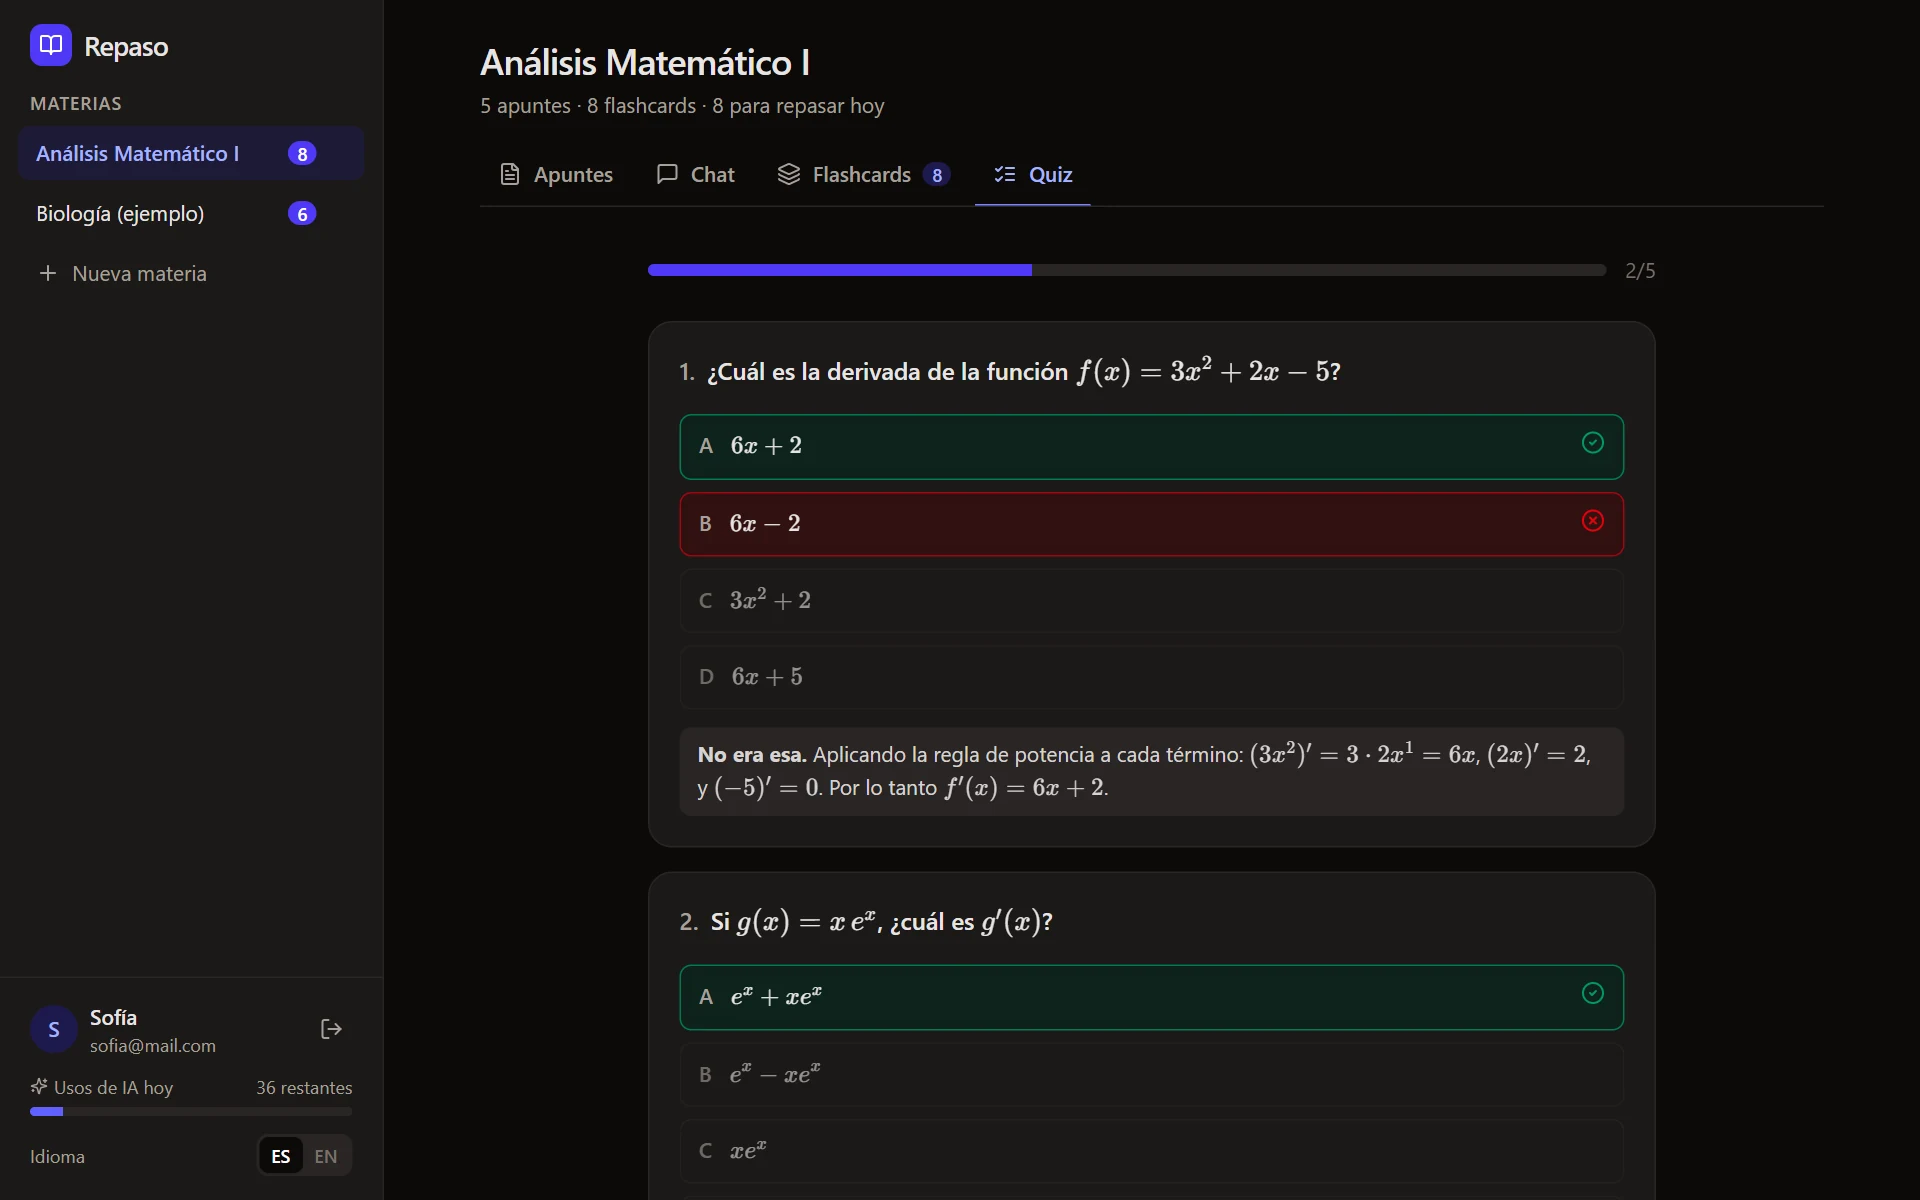 Repaso
MATERIAS
Análisis Matemático I 8
Biología (ejemplo) 6
+ Nueva materia
Sofía
S
sofia@mail.com
Usos de IA hoy 36 restantes
Idioma ES EN
Análisis Matemático I
5 apuntes · 8 flashcards · 8 para repasar hoy
Apuntes Chat Flashcards 8 Quiz
2/5
1. ¿Cuál es la derivada de la función f(x) = 3x² + 2x − 5?
A 6x + 2
B 6x − 2
C 3x² + 2
D 6x + 5
No era esa. Aplicando la regla de potencia a cada término: (3x²)′ = 3 · 2x¹ = 6x, (2x)′ = 2,
y (−5)′ = 0. Por lo tanto f′(x) = 6x + 2.
2. Si g(x) = x eˣ, ¿cuál es g′(x)?
A eˣ + xeˣ
B eˣ − xeˣ
C xeˣ